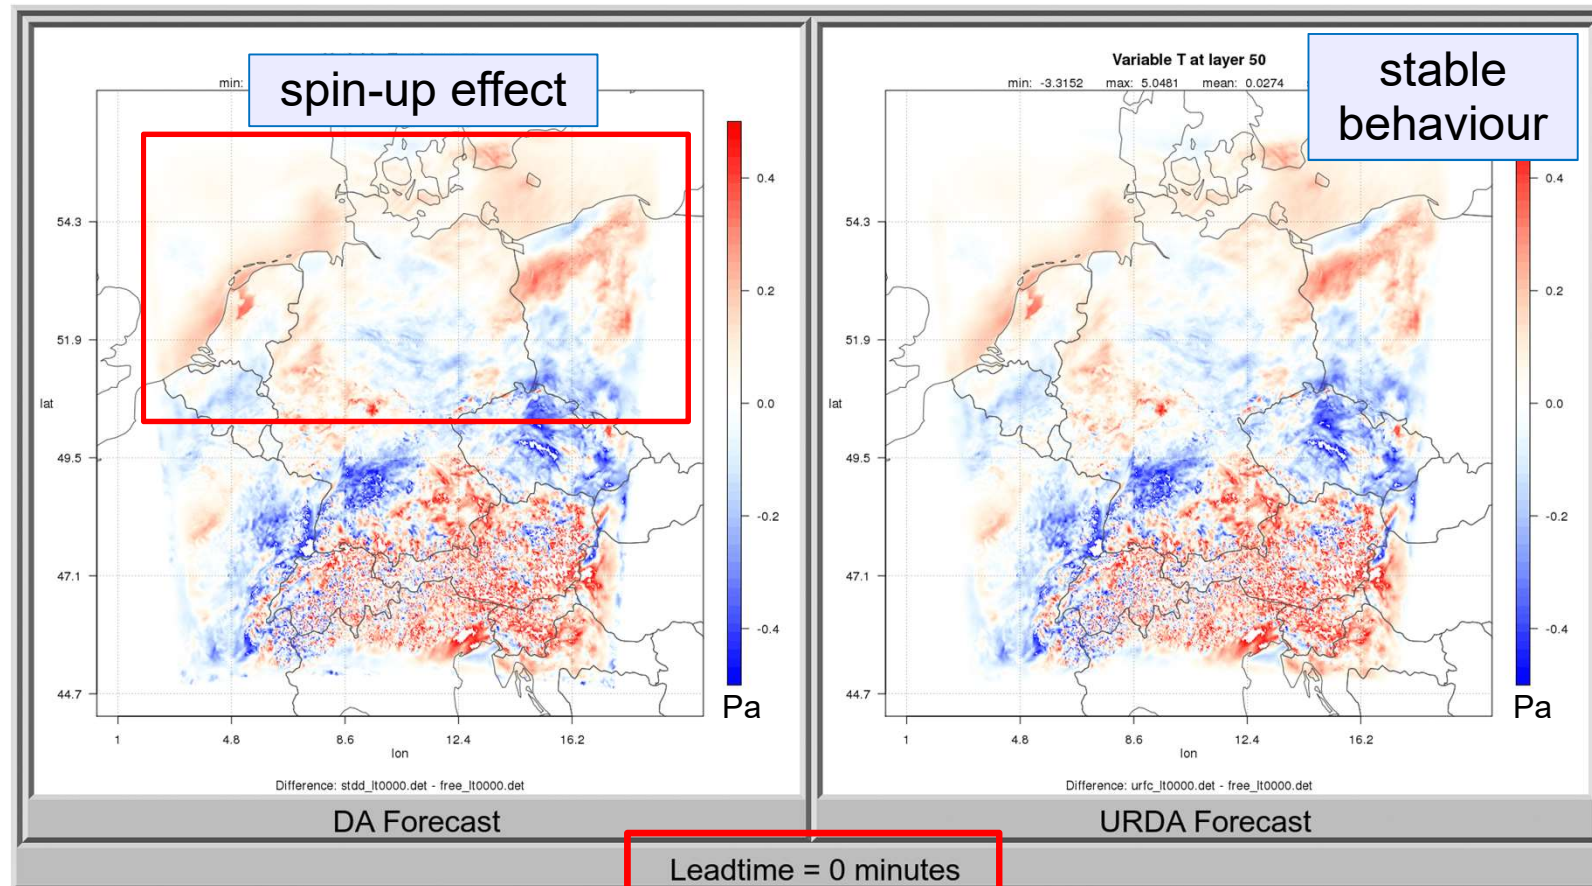 spin-up effect
min:
0.4
0.2
0.0
-0.2
-0.4
Pa
54.3
51.9
lat
49.5
47.1
44.7
1
4.8
8.6
12.4
16.2
lon
Difference: stdd_lt0000.det - free_lt0000.det
DA Forecast
Variable T at layer 50
min: -3.3152 max: 5.0481 mean: 0.0274
stable
behaviour
0.4
0.2
0.0
-0.2
-0.4
Pa
54.3
51.9
lat
49.5
47.1
44.7
1
4.8
8.6
12.4
16.2
lon
Difference: urfc_lt0000.det - free_lt0000.det
URDA Forecast
Leadtime = 0 minutes